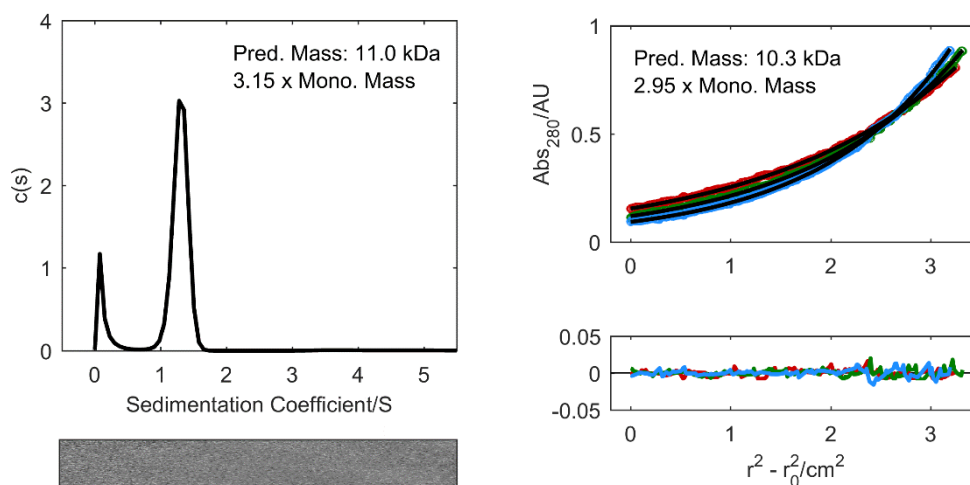 Pred. Mass: 11.0 kDa
3.15 x Mono. Mass
c(s)
4
3
2
1
0
0 1 2 3 4 5
Sedimentation Coefficient/S
Pred. Mass: 10.3 kDa
2.95 x Mono. Mass
Abs280/AU
1
0.5
0
0 1 2 3
0.05
0
-0.05
0 1 2 3
r² - r₀²/cm²